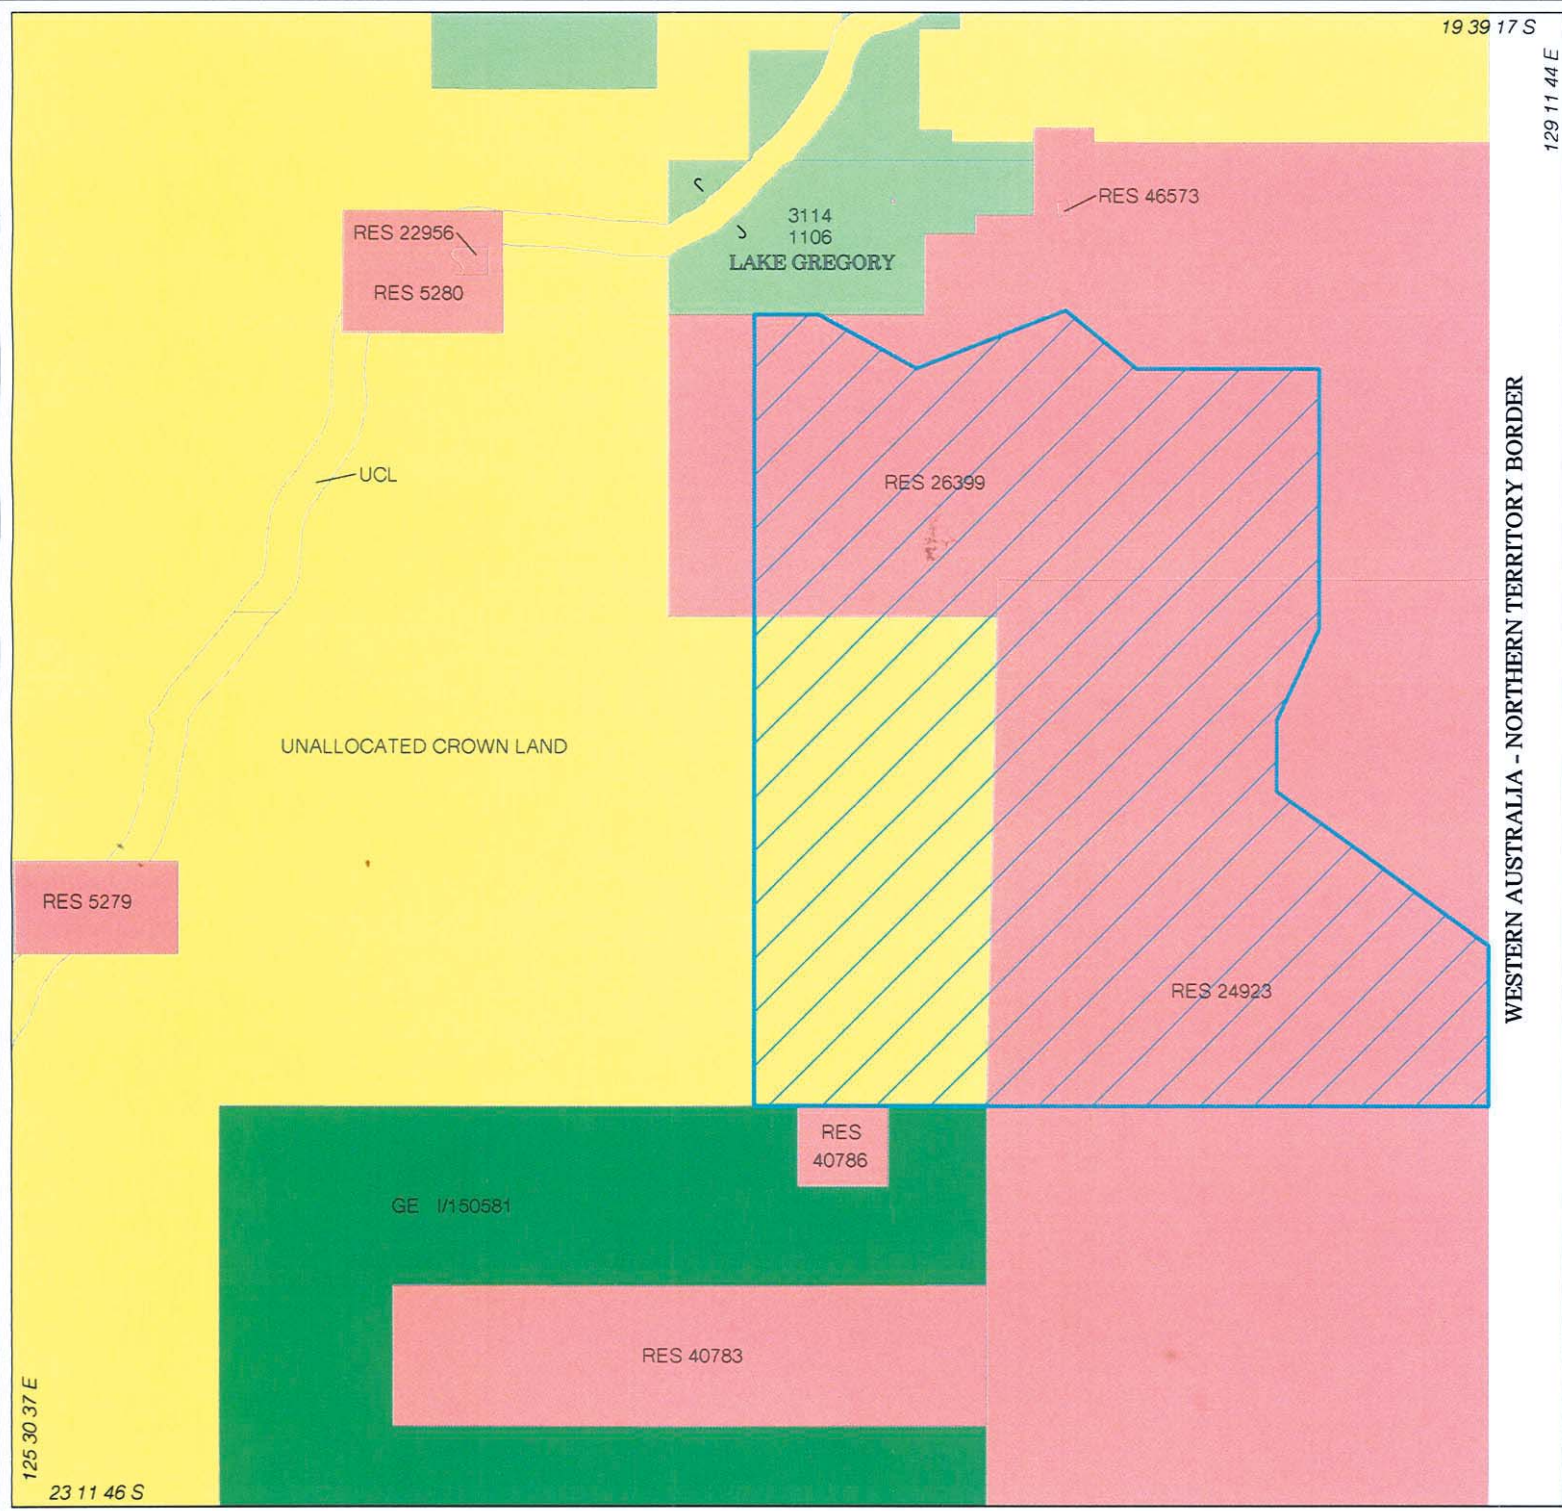 19 39 17 S
129 11 44 E
RES 46573
3114
1106
LAKE GREGORY
RES 22956
RES 5280
UCL
RES 26399
WESTERN AUSTRALIA - NORTHERN TERRITORY BORDER
UNALLOCATED CROWN LAND
RES 5279
RES 24923
RES
40786
GE I/150581
RES 40783
125 30 37 E
23 11 46 S